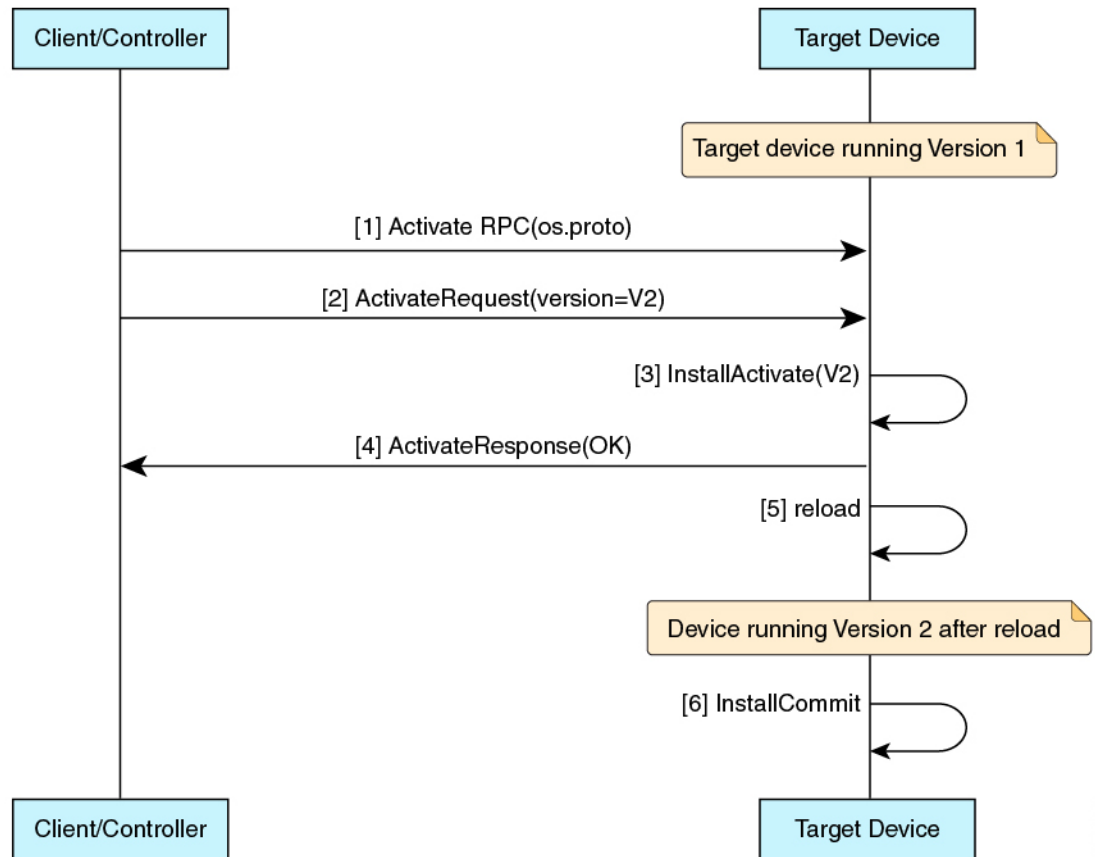 Client/Controller
Target Device
Target device running Version 1
[1] Activate RPC(os.proto)
[2] ActivateRequest(version=V2)
[3] InstallActivate(V2)
[4] ActivateResponse(OK)
[5] reload
Device running Version 2 after reload
[6] InstallCommit
Client/Controller
Target Device